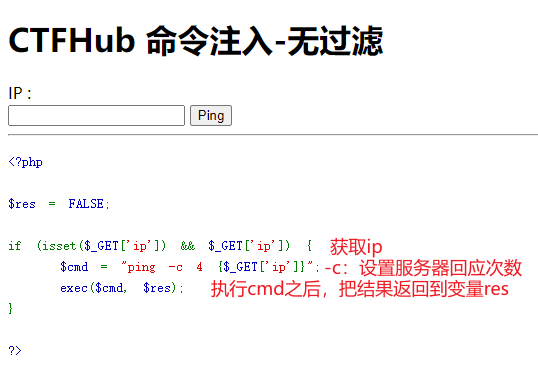 CTFHub 命令注入-无过滤
IP :
Ping
<?php
$res = FALSE;
if (isset($_GET['ip']) && $_GET['ip']) { 获取ip
$cmd = "ping -c 4 {$_GET['ip']}"; -c：设置服务器回应次数
exec($cmd, $res); 执行cmd之后，把结果返回到变量res
}
?>